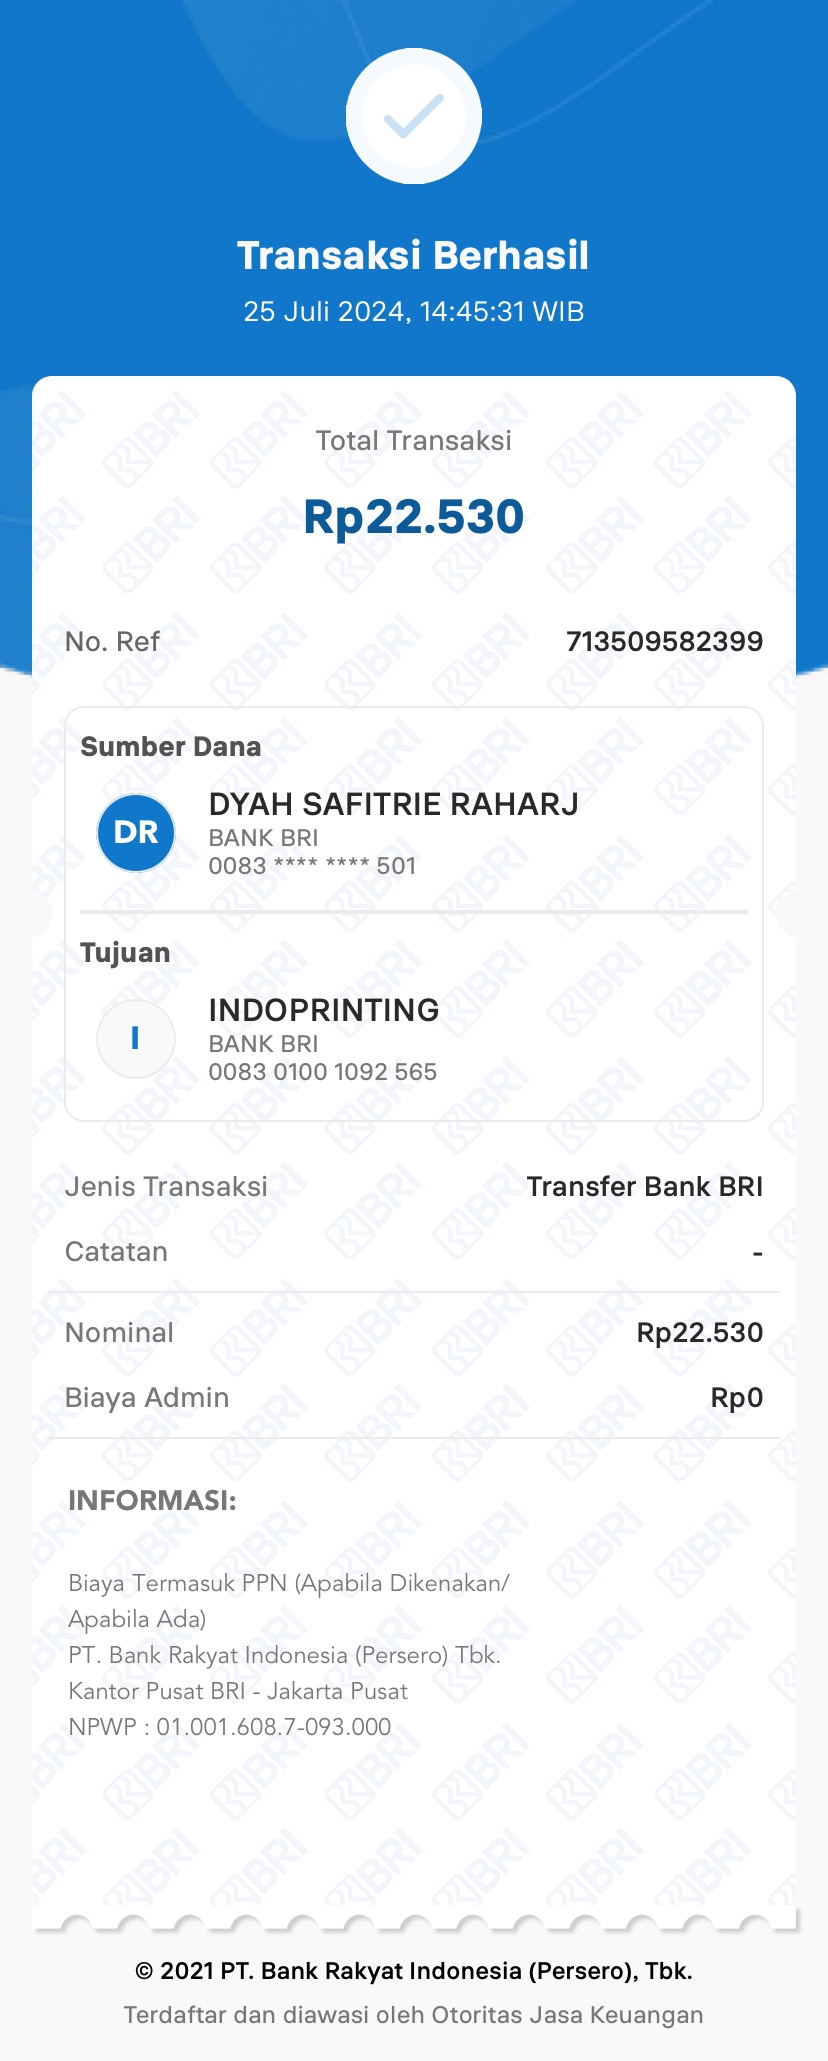 Transaksi Berhasil
25 Juli 2024, 14:45:31 WIB
Total Transaksi
Rp22.530
No. Ref 713509582399
Sumber Dana
DR
DYAH SAFITRIE RAHARJ
BANK BRI
0083 **** **** 501
Tujuan
I
INDOPRINTING
BANK BRI
0083 0100 1092 565
Jenis Transaksi Transfer Bank BRI
Catatan -
Nominal Rp22.530
Biaya Admin Rp0
INFORMASI:
Biaya Termasuk PPN (Apabila Dikenakan/
Apabila Ada)
PT. Bank Rakyat Indonesia (Persero) Tbk.
Kantor Pusat BRI - Jakarta Pusat
NPWP : 01.001.608.7-093.000
© 2021 PT. Bank Rakyat Indonesia (Persero), Tbk.
Terdaftar dan diawasi oleh Otoritas Jasa Keuangan